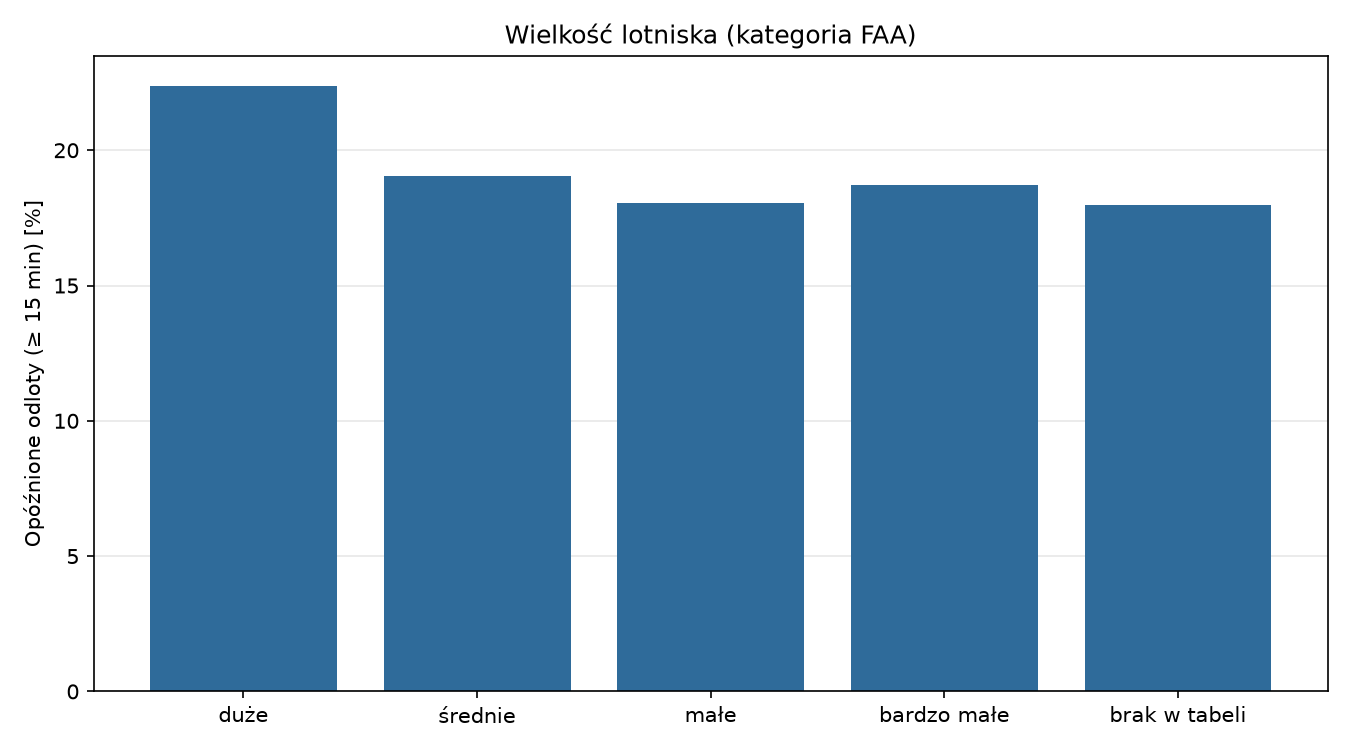 Wielkość lotniska (kategoria FAA)
Opóźnione odloty (≥ 15 min) [%]
20
15
10
5
0
duże
średnie
małe
bardzo małe
brak w tabeli